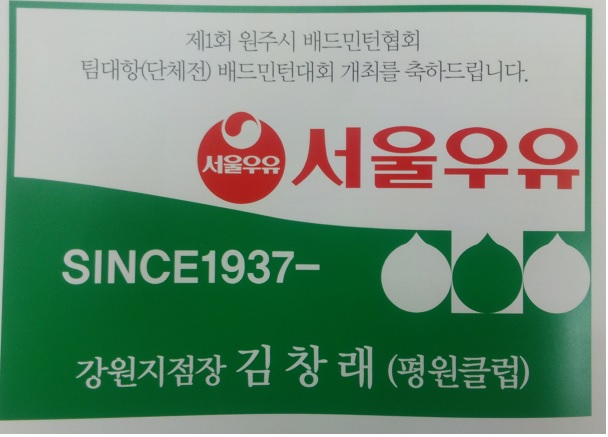 제1회 원주시 배드민턴협회
팀대항(단체전) 배드민턴대회 개최를 축하드립니다.
서울우유 서울우유
SINCE1937–
강원지점장 김창래 (평원클럽)